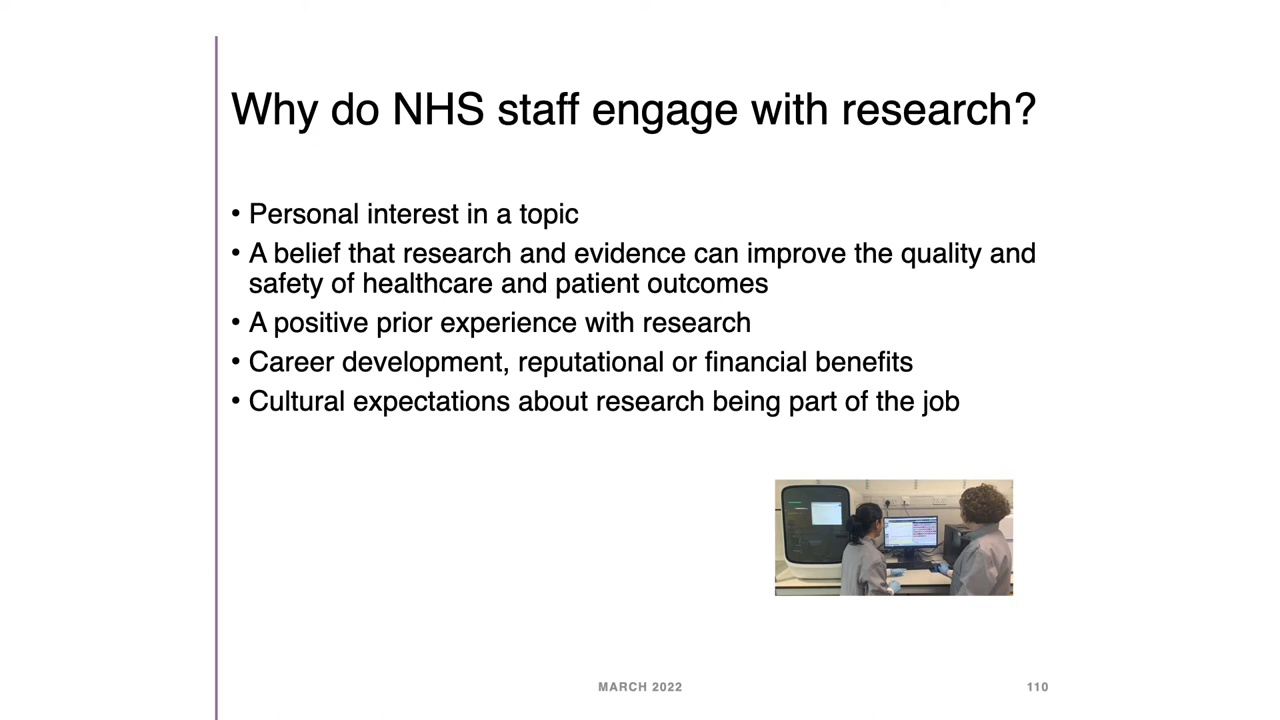 Why do NHS staff engage with research?
• Personal interest in a topic
• A belief that research and evidence can improve the quality and
safety of healthcare and patient outcomes
• A positive prior experience with research
• Career development, reputational or financial benefits
• Cultural expectations about research being part of the job
MARCH 2022
110